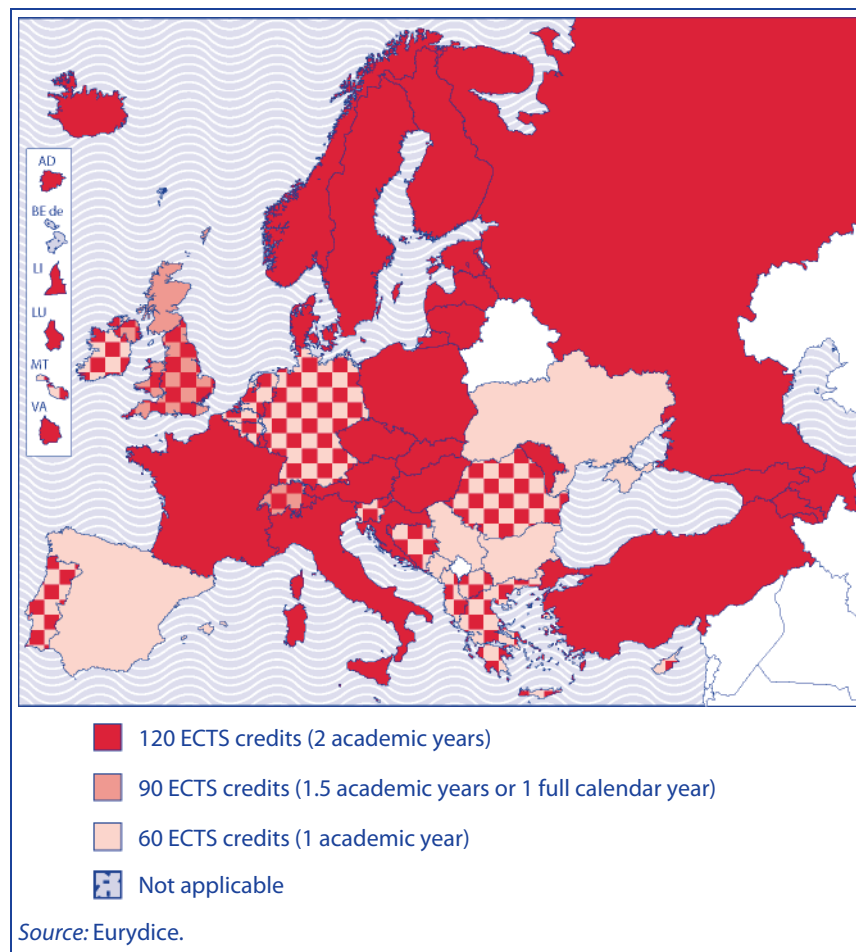 AD
BE de
LI
LU
MT
VA
120 ECTS credits (2 academic years)
90 ECTS credits (1.5 academic years or 1 full calendar year)
60 ECTS credits (1 academic year)
Not applicable
Source: Eurydice.